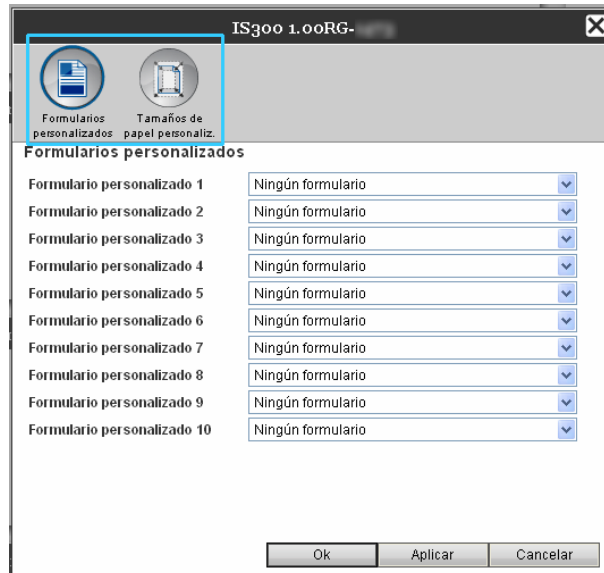 IS300 1.00RG-
Formularios personalizados
Tamaños de papel personaliz.
Formularios personalizados
Formulario personalizado 1 Ningún formulario
Formulario personalizado 2 Ningún formulario
Formulario personalizado 3 Ningún formulario
Formulario personalizado 4 Ningún formulario
Formulario personalizado 5 Ningún formulario
Formulario personalizado 6 Ningún formulario
Formulario personalizado 7 Ningún formulario
Formulario personalizado 8 Ningún formulario
Formulario personalizado 9 Ningún formulario
Formulario personalizado 10 Ningún formulario
Ok Aplicar Cancelar